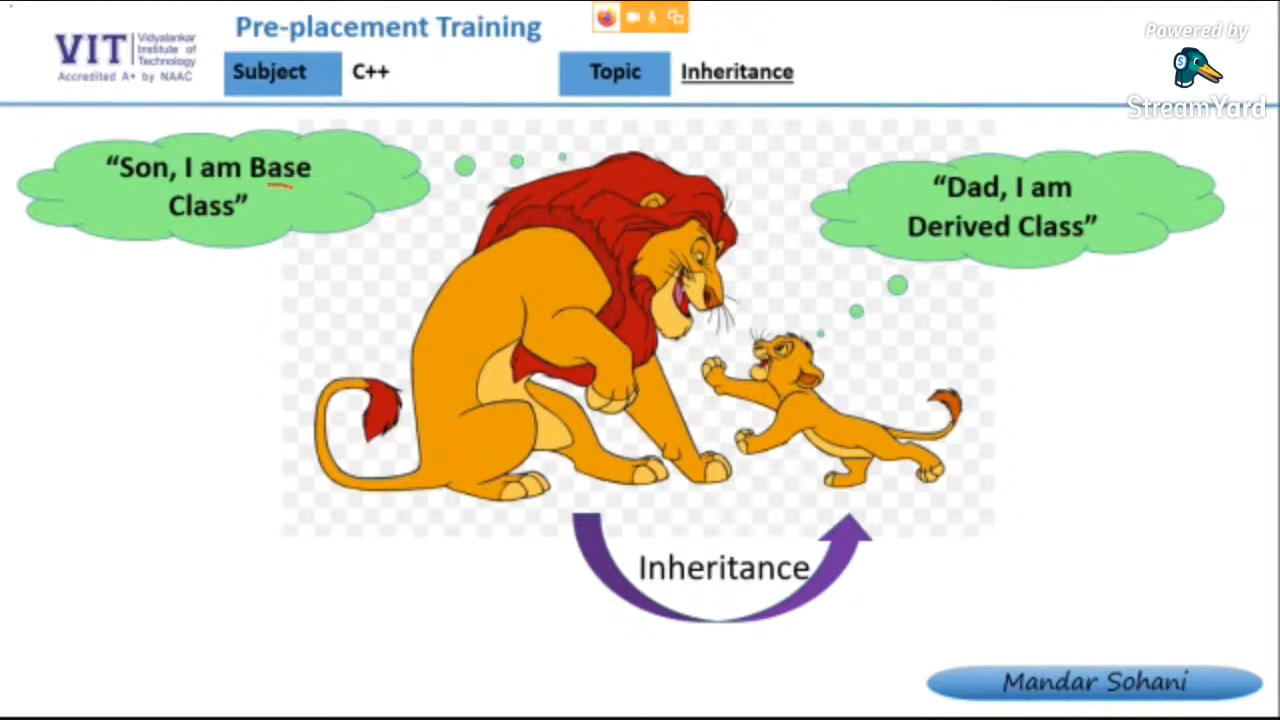 Pre-placement Training
VIT
Vidyalankar
Institute of
Technology
Accredited A+ by NAAC
Subject
C++
Topic
Inheritance
Powered by
StreamYard
“Son, I am Base
Class”
“Dad, I am
Derived Class”
Inheritance
Mandar Sohani